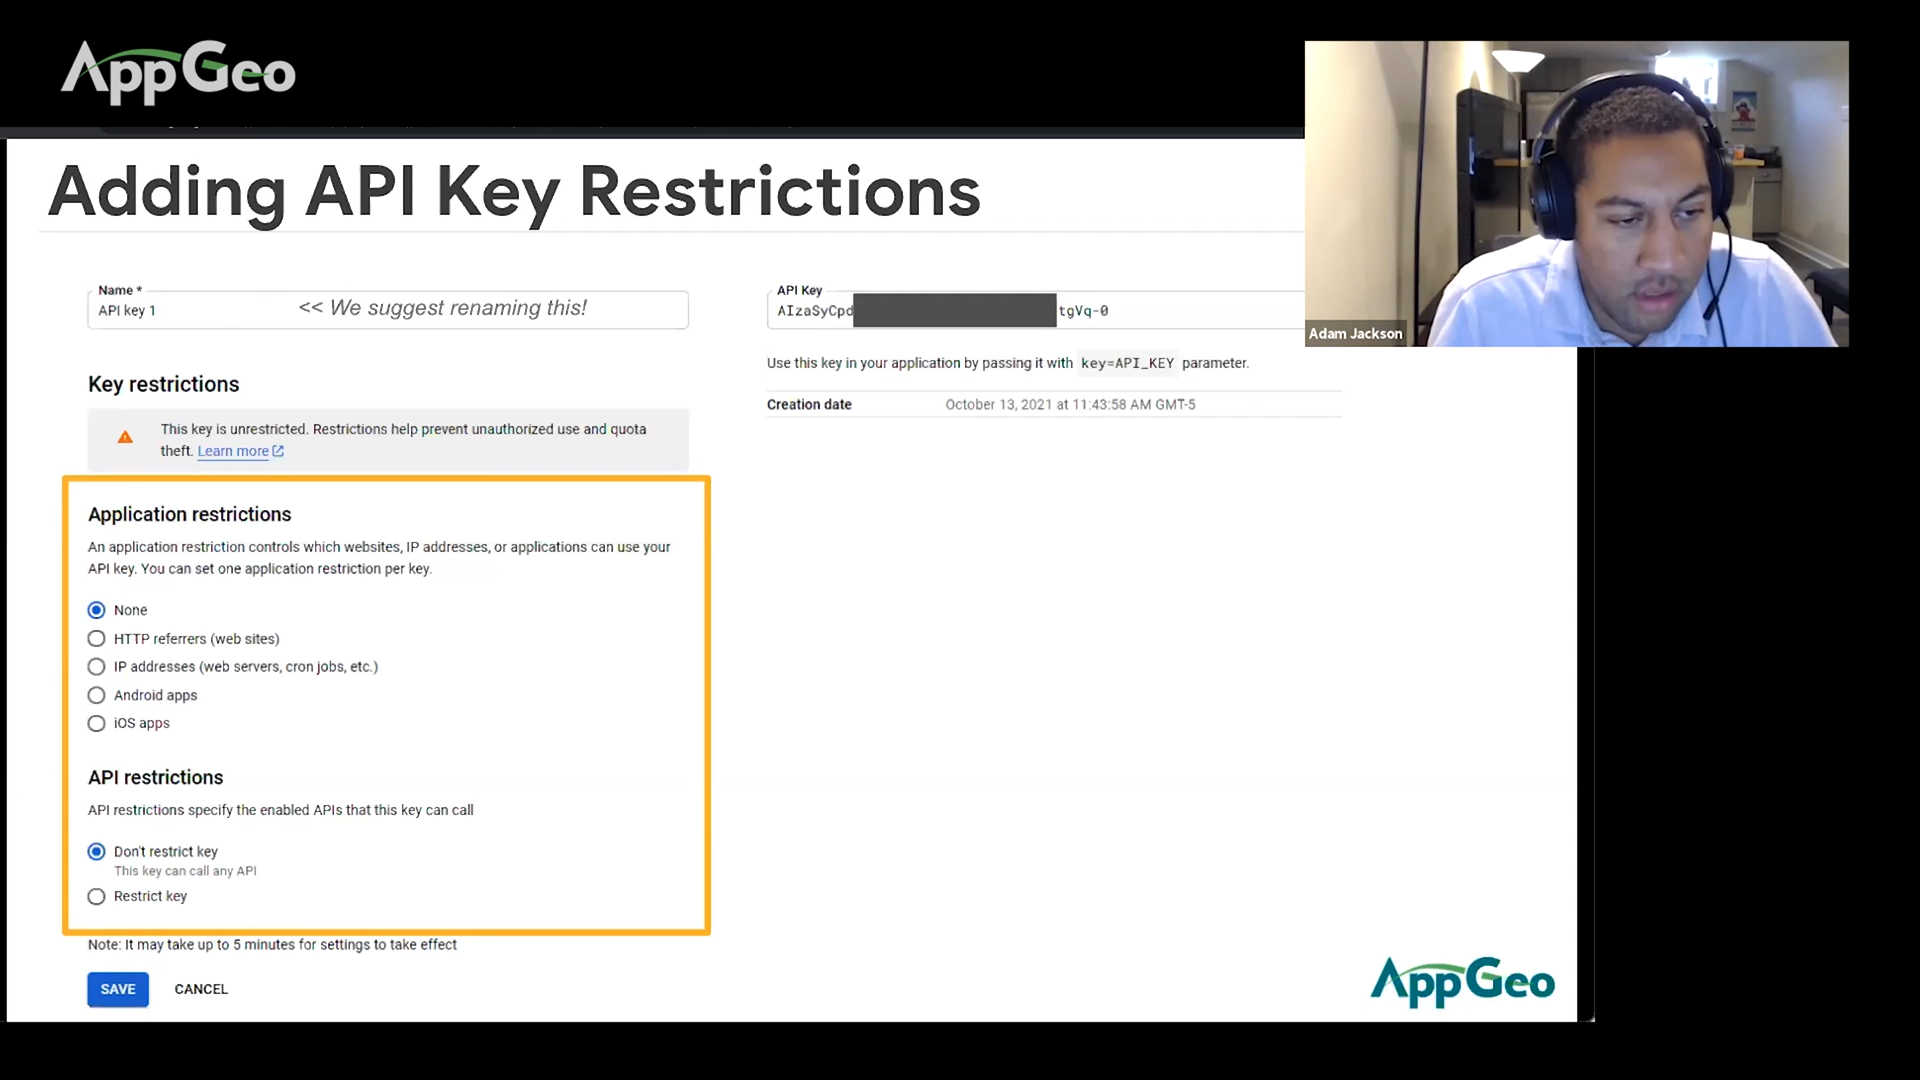 AppGeo
Adding API Key Restrictions
Name *
API key 1
<< We suggest renaming this!
API Key
AIzaSyCpd
tgVq-0
Use this key in your application by passing it with key=API_KEY parameter.
Creation date
October 13, 2021 at 11:43:58 AM GMT-5
Adam Jackson
Key restrictions
This key is unrestricted. Restrictions help prevent unauthorized use and quota
theft. Learn more
Application restrictions
An application restriction controls which websites, IP addresses, or applications can use your
API key. You can set one application restriction per key.
None
HTTP referrers (web sites)
IP addresses (web servers, cron jobs, etc.)
Android apps
iOS apps
API restrictions
API restrictions specify the enabled APIs that this key can call
Don't restrict key
This key can call any API
Restrict key
Note: It may take up to 5 minutes for settings to take effect
SAVE
CANCEL
AppGeo